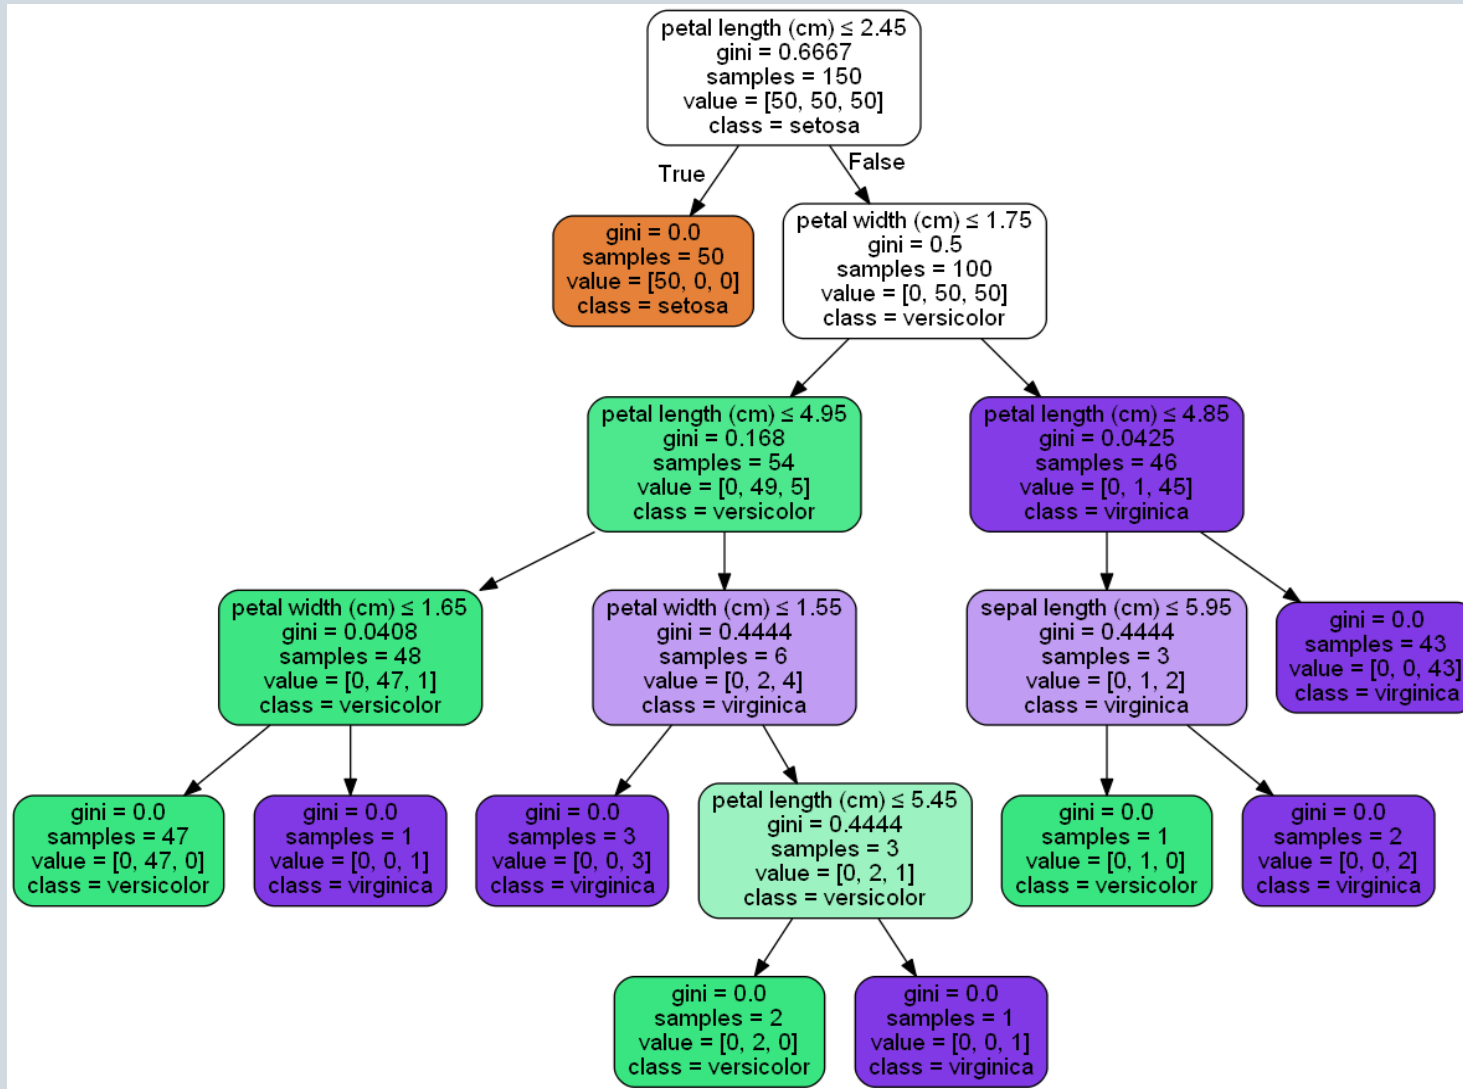 petal length (cm) ≤ 2.45
gini = 0.6667
samples = 150
value = [50, 50, 50]
class = setosa
True
False
gini = 0.0
samples = 50
value = [50, 0, 0]
class = setosa
petal width (cm) ≤ 1.75
gini = 0.5
samples = 100
value = [0, 50, 50]
class = versicolor
petal length (cm) ≤ 4.95
gini = 0.168
samples = 54
value = [0, 49, 5]
class = versicolor
petal length (cm) ≤ 4.85
gini = 0.0425
samples = 46
value = [0, 1, 45]
class = virginica
petal width (cm) ≤ 1.65
gini = 0.0408
samples = 48
value = [0, 47, 1]
class = versicolor
petal width (cm) ≤ 1.55
gini = 0.4444
samples = 6
value = [0, 2, 4]
class = virginica
sepal length (cm) ≤ 5.95
gini = 0.4444
samples = 3
value = [0, 1, 2]
class = virginica
gini = 0.0
samples = 43
value = [0, 0, 43]
class = virginica
gini = 0.0
samples = 47
value = [0, 47, 0]
class = versicolor
gini = 0.0
samples = 1
value = [0, 0, 1]
class = virginica
gini = 0.0
samples = 3
value = [0, 0, 3]
class = virginica
petal length (cm) ≤ 5.45
gini = 0.4444
samples = 3
value = [0, 2, 1]
class = versicolor
gini = 0.0
samples = 1
value = [0, 1, 0]
class = versicolor
gini = 0.0
samples = 2
value = [0, 0, 2]
class = virginica
gini = 0.0
samples = 2
value = [0, 2, 0]
class = versicolor
gini = 0.0
samples = 1
value = [0, 0, 1]
class = virginica